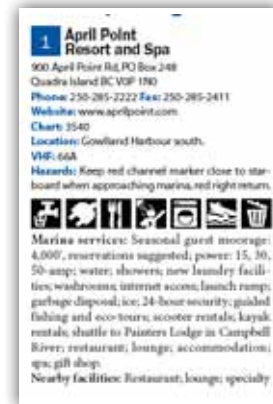 1 April Point
Resort and Spa
900 April Point Rd, PO Box 248
Quadra Island BC V0P 1N0
Phone: 250-285-2222 Fax: 250-285-2411
Website: www.aprilpoint.com
Chart: 3540
Location: Gowlland Harbour south.
VHF: 66A
Hazards: Keep red channel marker close to star-
board when approaching marina, red right return.
Marina services: Seasonal guest moorage:
4,000', reservations suggested; power: 15, 30,
50-amp; water; showers; new laundry facili-
ties; washrooms; internet access; launch ramp;
garbage disposal; ice; 24-hour security; guided
fishing and eco-tours; scooter rentals; kayak
rentals; shuttle to Painters Lodge in Campbell
River; restaurant; lounge; accommodation;
spa; gift shop.
Nearby facilities: Restaurant; lounge; specialty